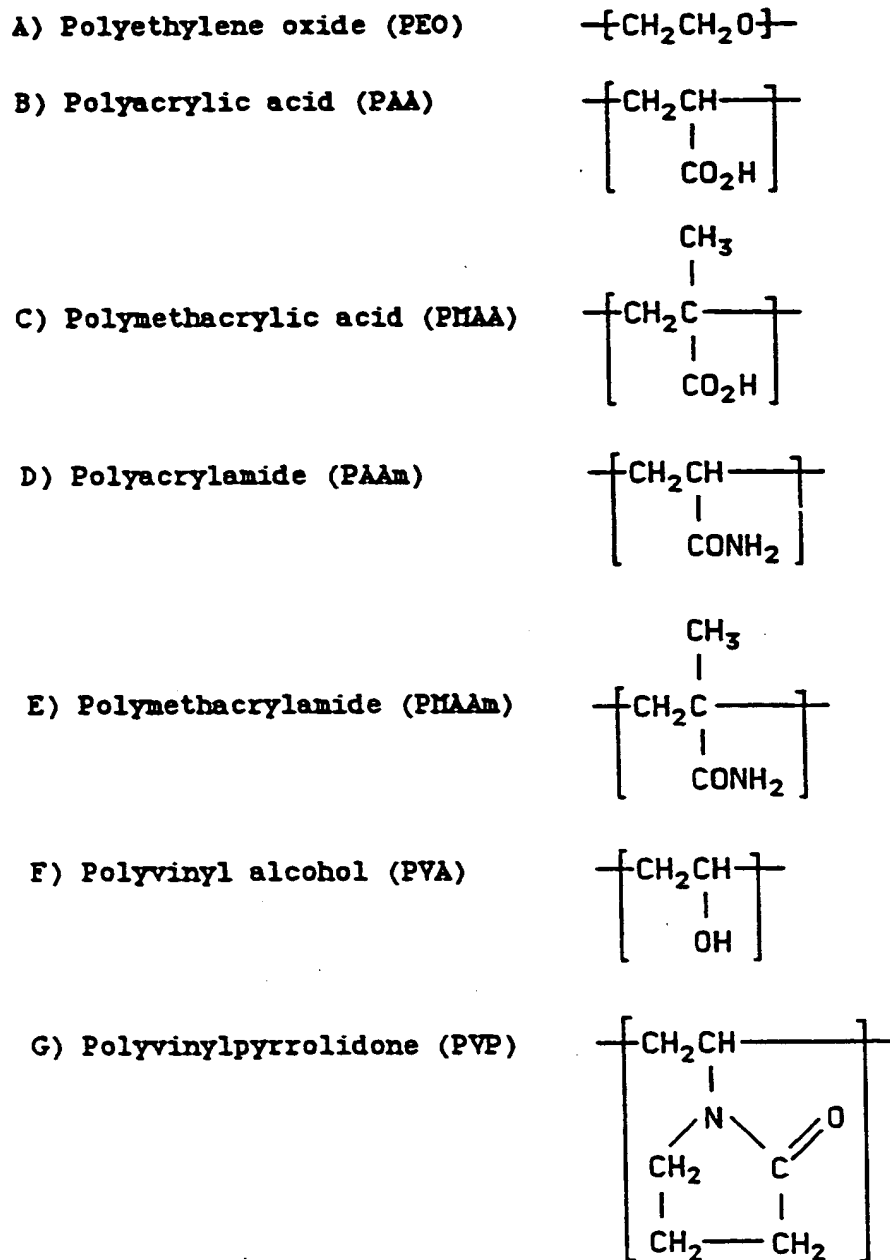 A) Polyethylene oxide (PEO) -[CH₂CH₂O]-
B) Polyacrylic acid (PAA) -[CH₂CH-]-
CO₂H
CH₃
C) Polymethacrylic acid (PMAA) -[CH₂C-]-
CO₂H
D) Polyacrylamide (PAAm) -[CH₂CH-]-
CONH₂
CH₃
E) Polymethacrylamide (PMAAm) -[CH₂C-]-
CONH₂
F) Polyvinyl alcohol (PVA) -[CH₂CH-]-
OH
G) Polyvinylpyrrolidone (PVP) -[CH₂CH-]-
N O
CH₂ C
CH₂-CH₂